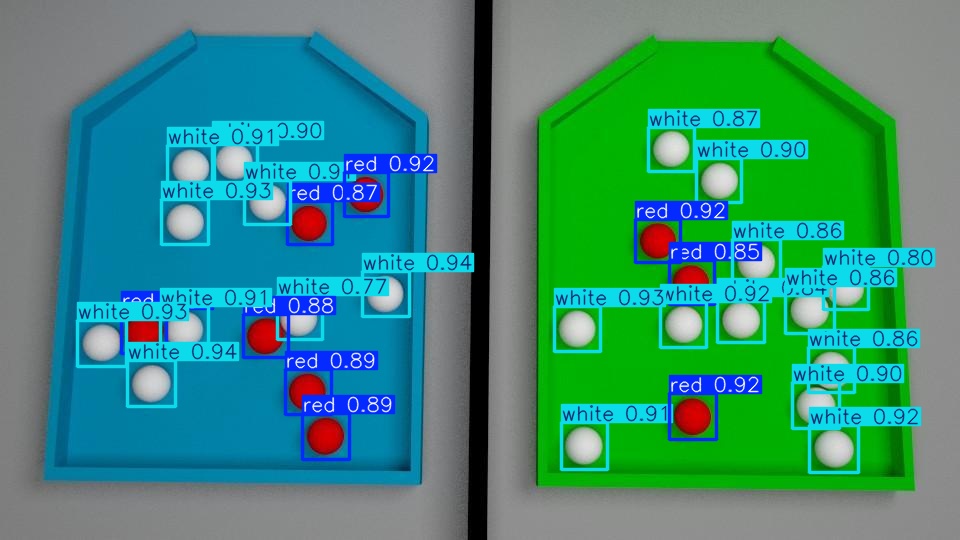 white 0.91
0.90
white 0.9
red 0.92
white 0.93
red 0.87
white 0.94
white 0.77
red
white 0.91
0.88
white 0.93
red
white 0.94
red 0.89
red 0.89
white 0.87
white 0.90
red 0.92
white 0.86
red 0.85
white 0.80
white 0.86
white 0.93
white 0.92
0.84
white 0.86
white 0.90
red 0.92
white 0.91
white 0.92